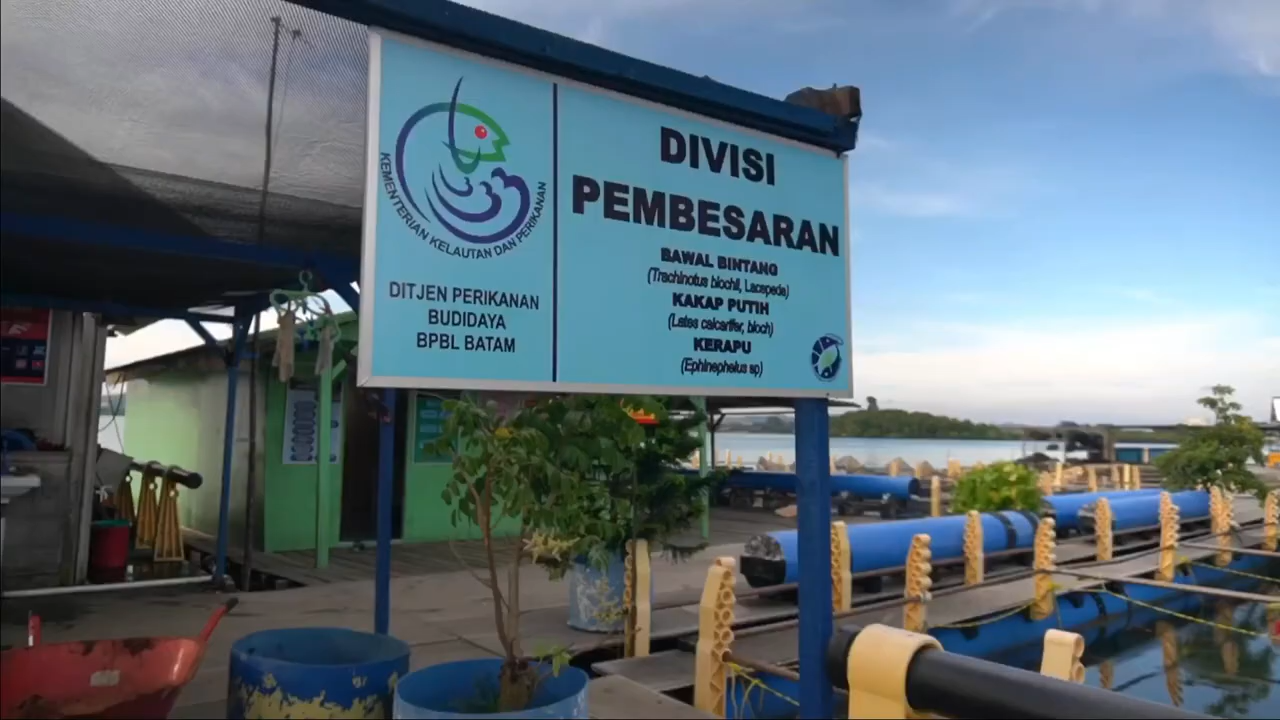 KEMENTERIAN KELAUTAN DAN PERIKANAN
DITJEN PERIKANAN
BUDIDAYA
BPBL BATAM
DIVISI
PEMBESARAN
BAWAL BINTANG
(Trachinotus blochii, Lacepede)
KAKAP PUTIH
(Lates calcarifer, bloch)
KERAPU
(Ephinephelus sp)